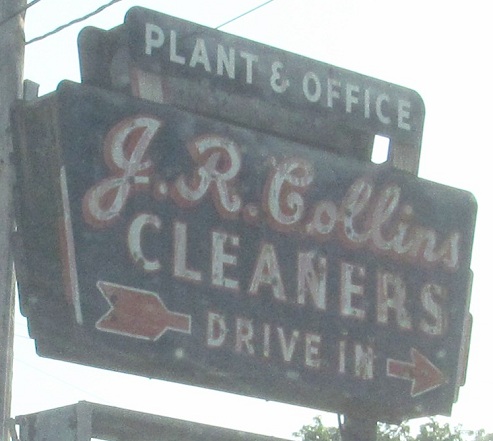 PLANT & OFFICE
J.R. Collins
CLEANERS
DRIVE IN